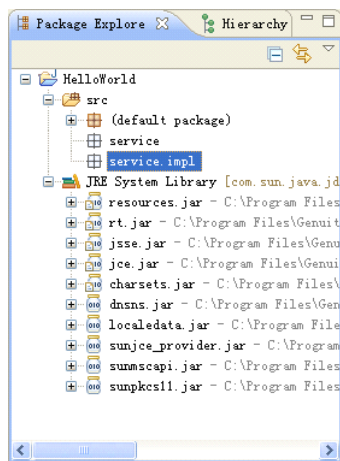 Package Explore Hierarchy
HelloWorld
src
(default package)
service
service.impl
JRE System Library [com.sun.java.jd
resources.jar - C:\Program Files\Genuit
rt.jar - C:\Program Files\Genuit
jsse.jar - C:\Program Files\Genu
jce.jar - C:\Program Files\Genui
charsets.jar - C:\Program Files\
dnsns.jar - C:\Program Files\Gen
localedata.jar - C:\Program File
sunjce_provider.jar - C:\Program
sunmscapi.jar - C:\Program Files
sunpkcs11.jar - C:\Program Files